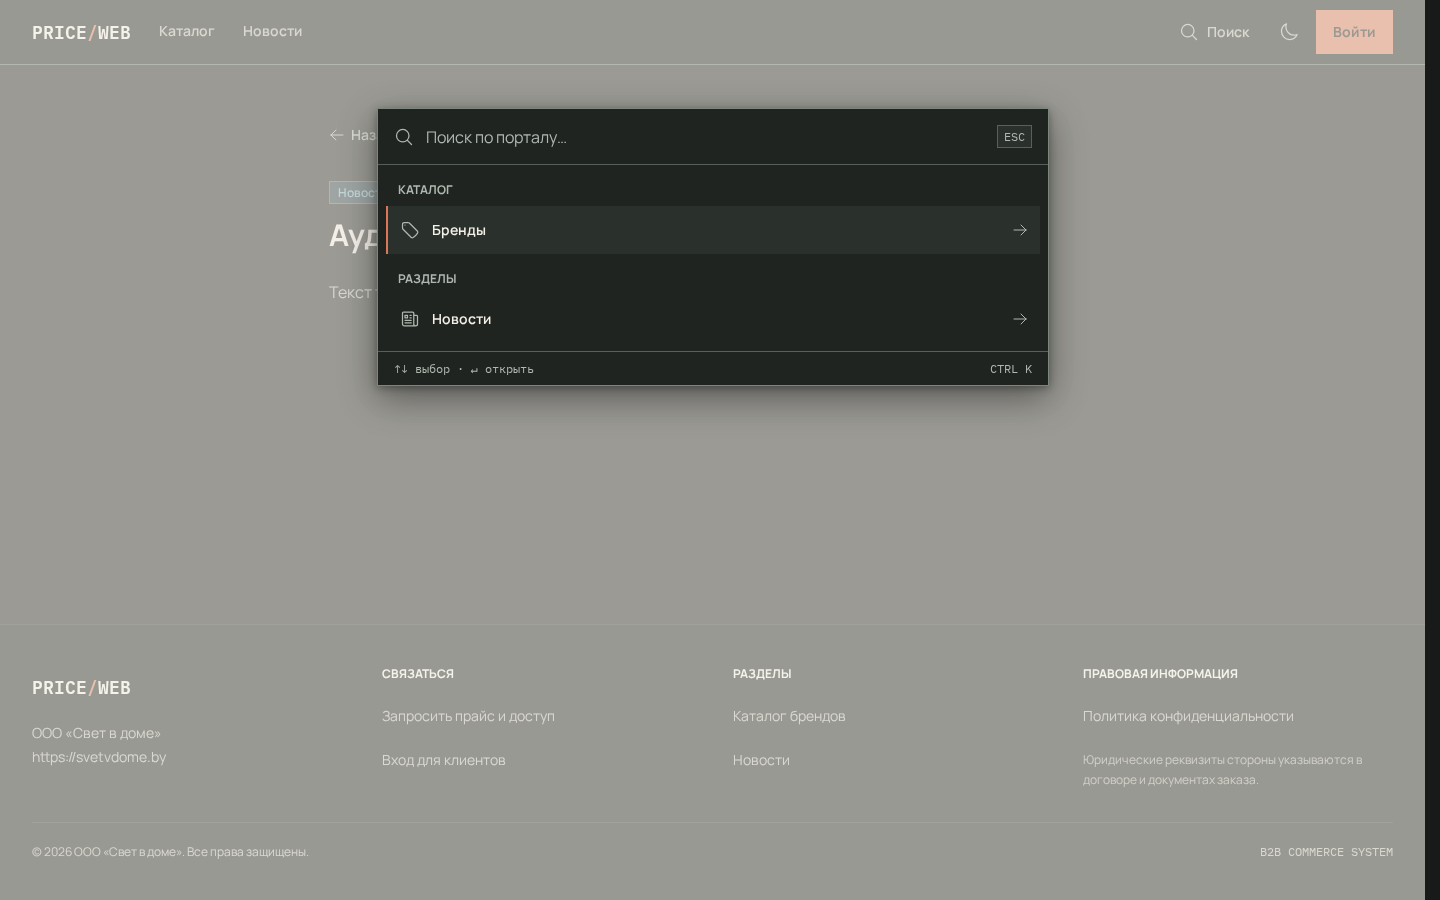 PRICE/WEB
Каталог
Новости
Поиск
Войти
Поиск по порталу…
ESC
КАТАЛОГ
Бренды
РАЗДЕЛЫ
Новости
↑↓ выбор · ↵ открыть
CTRL K
Текст
PRICE/WEB
ООО «Свет в доме»
https://svetvdome.by
СВЯЗАТЬСЯ
Запросить прайс и доступ
Вход для клиентов
РАЗДЕЛЫ
Каталог брендов
Новости
ПРАВОВАЯ ИНФОРМАЦИЯ
Политика конфиденциальности
Юридические реквизиты стороны указываются в
договоре и документах заказа.
© 2026 ООО «Свет в доме». Все права защищены.
B2B COMMERCE SYSTEM